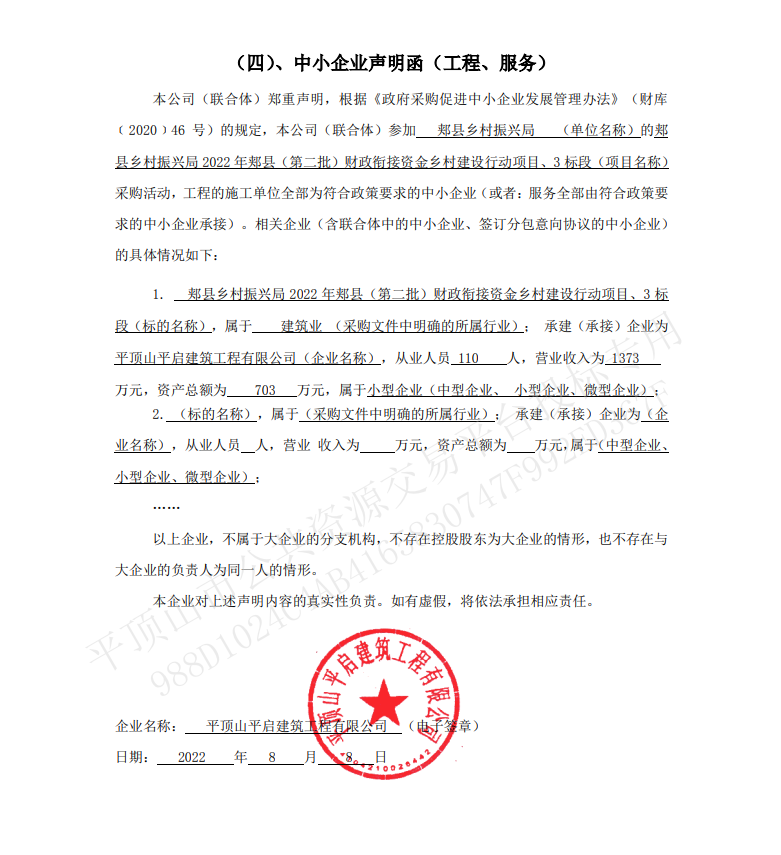 （四）、中小企业声明函（工程、服务）
本公司（联合体）郑重声明，根据《政府采购促进中小企业发展管理办法》（财库
﹝2020﹞46 号）的规定，本公司（联合体）参加 郏县乡村振兴局 （单位名称）的郏
县乡村振兴局 2022 年郏县（第二批）财政衔接资金乡村建设行动项目、3 标段（项目名称）
采购活动，工程的施工单位全部为符合政策要求的中小企业（或者：服务全部由符合政策要
求的中小企业承接）。相关企业（含联合体中的中小企业、签订分包意向协议的中小企业）
的具体情况如下：
1. 郏县乡村振兴局 2022 年郏县（第二批）财政衔接资金乡村建设行动项目、3 标
段（标的名称），属于 建筑业 （采购文件中明确的所属行业）； 承建（承接）企业为
平顶山平启建筑工程有限公司（企业名称），从业人员 110 人，营业收入为 1373
万元，资产总额为 703 万元，属于小型企业（中型企业、 小型企业、微型企业）；
2. （标的名称），属于（采购文件中明确的所属行业）； 承建（承接）企业为（企
业名称），从业人员 人，营业 收入为 万元，资产总额为 万元,属于（中型企业、
小型企业、微型企业）；
……
以上企业，不属于大企业的分支机构，不存在控股股东为大企业的情形，也不存在与
大企业的负责人为同一人的情形。
本企业对上述声明内容的真实性负责。如有虚假，将依法承担相应责任。
平顶山平启建筑工程有限公司
企业名称： 平顶山平启建筑工程有限公司 （电子签章）
日期： 2022 年 8 月 8 日
平顶山市公共资源交易平台投标专用